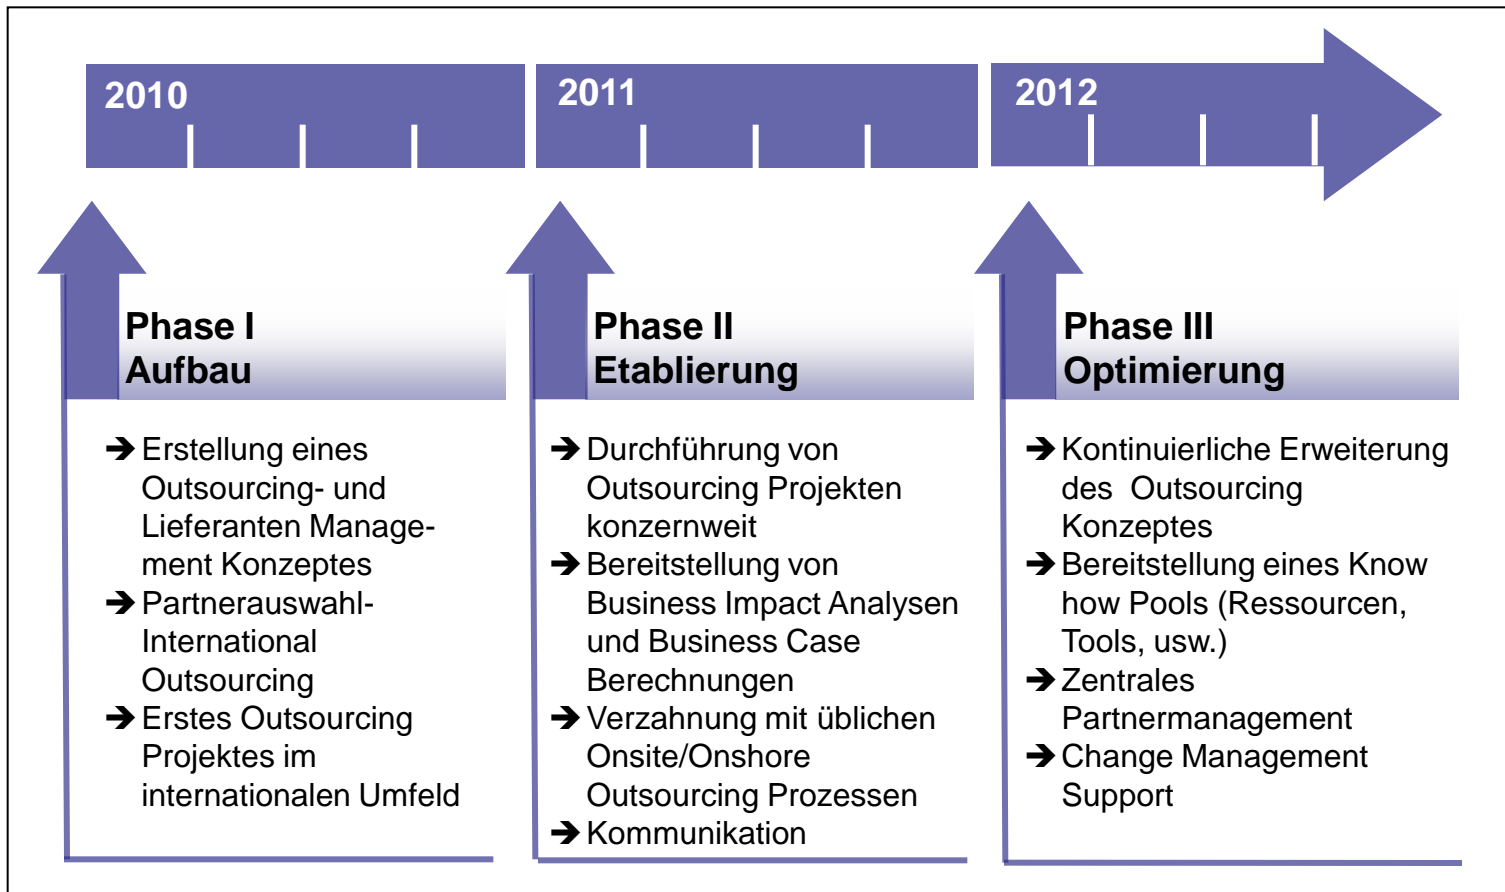 2010
2011
2012
Phase I
Aufbau
➔ Erstellung eines
Outsourcing- und
Lieferanten Manage-
ment Konzeptes
➔ Partnerauswahl-
International
Outsourcing
➔ Erstes Outsourcing
Projektes im
internationalen Umfeld
Phase II
Etablierung
➔ Durchführung von
Outsourcing Projekten
konzernweit
➔ Bereitstellung von
Business Impact Analysen
und Business Case
Berechnungen
➔ Verzahnung mit üblichen
Onsite/Onshore
Outsourcing Prozessen
➔ Kommunikation
Phase III
Optimierung
➔ Kontinuierliche Erweiterung
des Outsourcing
Konzeptes
➔ Bereitstellung eines Know
how Pools (Ressourcen,
Tools, usw.)
➔ Zentrales
Partnermanagement
➔ Change Management
Support